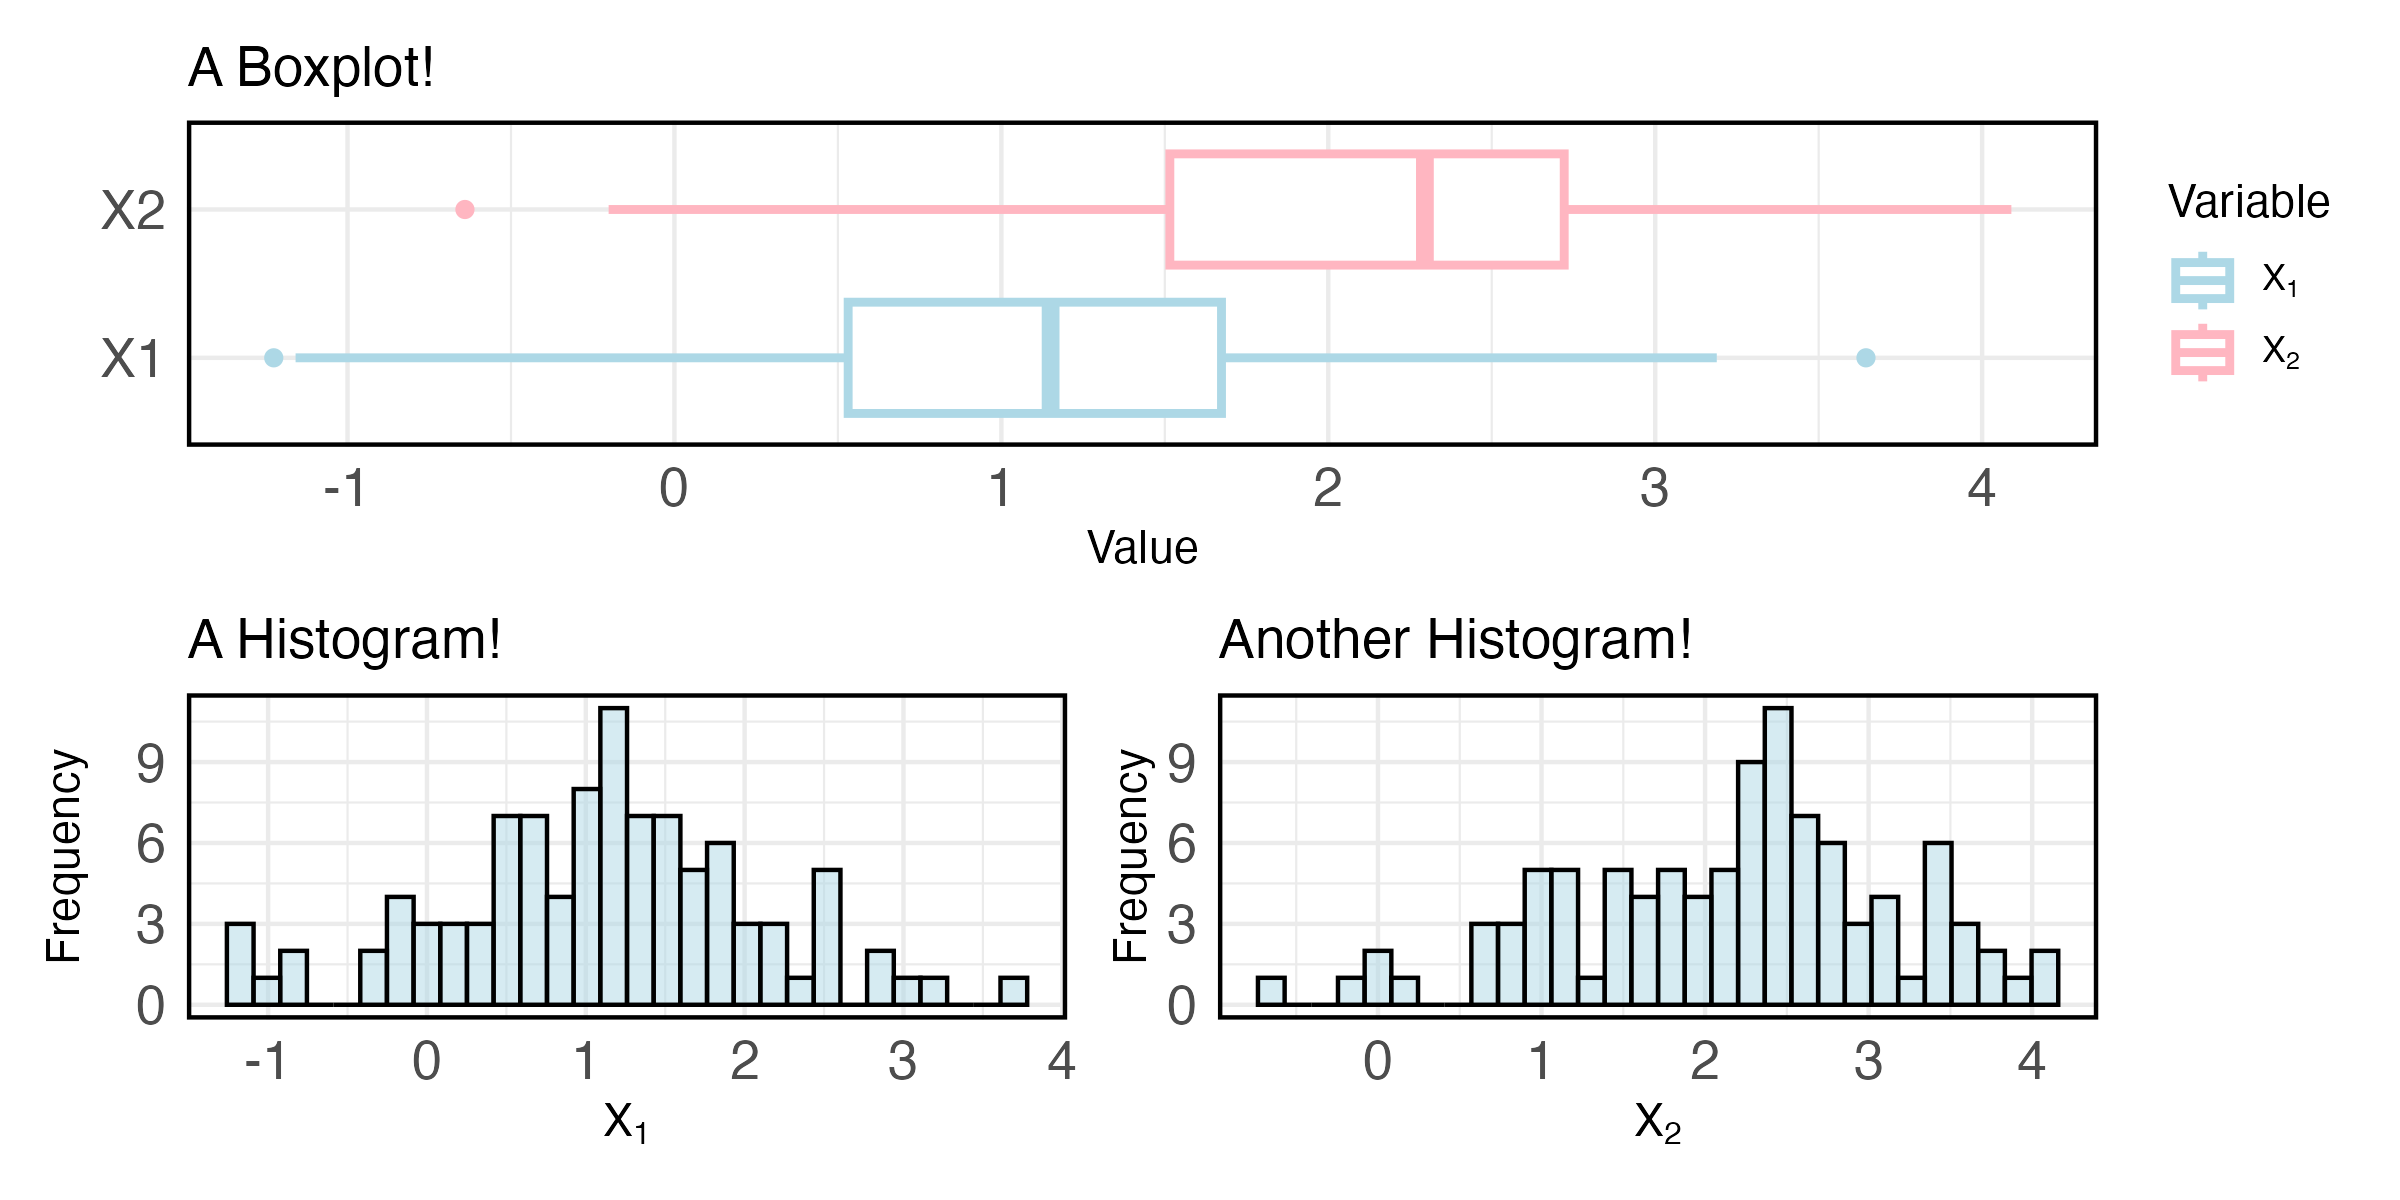 A Boxplot!
X2
X1
-1 0 1 2 3 4
Value
Variable
X₁
X₂
A Histogram!
Frequency
9
6
3
0
-1 0 1 2 3 4
X₁
Another Histogram!
Frequency
9
6
3
0
0 1 2 3 4
X₂